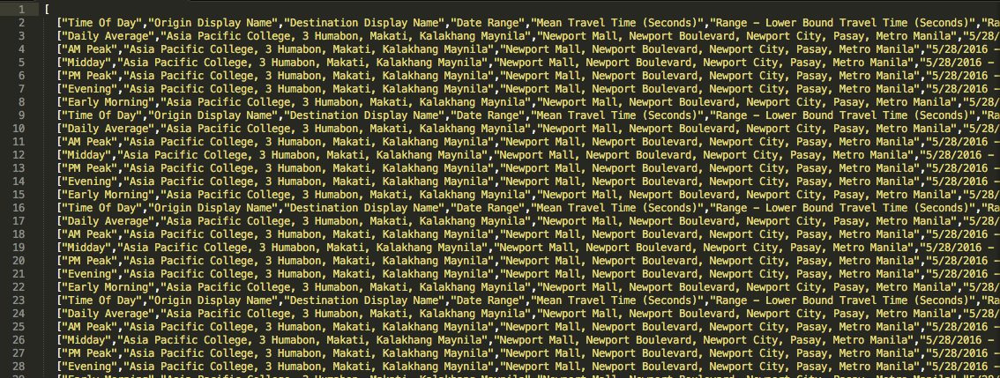 1 [
2 ["Time Of Day","Origin Display Name","Destination Display Name","Date Range","Mean Travel Time (Seconds)","Range - Lower Bound Travel Time (Seconds)","Ra
3 ["Daily Average","Asia Pacific College, 3 Humabon, Makati, Kalakhang Maynila","Newport Mall, Newport Boulevard, Newport City, Pasay, Metro Manila","5/28/
4 ["AM Peak","Asia Pacific College, 3 Humabon, Makati, Kalakhang Maynila","Newport Mall, Newport Boulevard, Newport City, Pasay, Metro Manila","5/28/2016 -
5 ["Midday","Asia Pacific College, 3 Humabon, Makati, Kalakhang Maynila","Newport Mall, Newport Boulevard, Newport City, Pasay, Metro Manila","5/28/2016 -
6 ["PM Peak","Asia Pacific College, 3 Humabon, Makati, Kalakhang Maynila","Newport Mall, Newport Boulevard, Newport City, Pasay, Metro Manila","5/28/2016 -
7 ["Evening","Asia Pacific College, 3 Humabon, Makati, Kalakhang Maynila","Newport Mall, Newport Boulevard, Newport City, Pasay, Metro Manila","5/28/2016 -
8 ["Early Morning","Asia Pacific College, 3 Humabon, Makati, Kalakhang Maynila","Newport Mall, Newport Boulevard, Newport City, Pasay, Metro Manila","5/28/
9 ["Time Of Day","Origin Display Name","Destination Display Name","Date Range","Mean Travel Time (Seconds)","Range - Lower Bound Travel Time (Seconds)","Ra
10 ["Daily Average","Asia Pacific College, 3 Humabon, Makati, Kalakhang Maynila","Newport Mall, Newport Boulevard, Newport City, Pasay, Metro Manila","5/28/
11 ["AM Peak","Asia Pacific College, 3 Humabon, Makati, Kalakhang Maynila","Newport Mall, Newport Boulevard, Newport City, Pasay, Metro Manila","5/28/2016 -
12 ["Midday","Asia Pacific College, 3 Humabon, Makati, Kalakhang Maynila","Newport Mall, Newport Boulevard, Newport City, Pasay, Metro Manila","5/28/2016 -
13 ["PM Peak","Asia Pacific College, 3 Humabon, Makati, Kalakhang Maynila","Newport Mall, Newport Boulevard, Newport City, Pasay, Metro Manila","5/28/2016 -
14 ["Evening","Asia Pacific College, 3 Humabon, Makati, Kalakhang Maynila","Newport Mall, Newport Boulevard, Newport City, Pasay, Metro Manila","5/28/2016 -
15 ["Early Morning","Asia Pacific College, 3 Humabon, Makati, Kalakhang Maynila","Newport Mall, Newport Boulevard, Newport City, Pasay, Metro Manila","5/28/
16 ["Time Of Day","Origin Display Name","Destination Display Name","Date Range","Mean Travel Time (Seconds)","Range - Lower Bound Travel Time (Seconds)","Ra
17 ["Daily Average","Asia Pacific College, 3 Humabon, Makati, Kalakhang Maynila","Newport Mall, Newport Boulevard, Newport City, Pasay, Metro Manila","5/28/
18 ["AM Peak","Asia Pacific College, 3 Humabon, Makati, Kalakhang Maynila","Newport Mall, Newport Boulevard, Newport City, Pasay, Metro Manila","5/28/2016 -
19 ["Midday","Asia Pacific College, 3 Humabon, Makati, Kalakhang Maynila","Newport Mall, Newport Boulevard, Newport City, Pasay, Metro Manila","5/28/2016 -
20 ["PM Peak","Asia Pacific College, 3 Humabon, Makati, Kalakhang Maynila","Newport Mall, Newport Boulevard, Newport City, Pasay, Metro Manila","5/28/2016 -
21 ["Evening","Asia Pacific College, 3 Humabon, Makati, Kalakhang Maynila","Newport Mall, Newport Boulevard, Newport City, Pasay, Metro Manila","5/28/2016 -
22 ["Early Morning","Asia Pacific College, 3 Humabon, Makati, Kalakhang Maynila","Newport Mall, Newport Boulevard, Newport City, Pasay, Metro Manila","5/28/
23 ["Time Of Day","Origin Display Name","Destination Display Name","Date Range","Mean Travel Time (Seconds)","Range - Lower Bound Travel Time (Seconds)","Ra
24 ["Daily Average","Asia Pacific College, 3 Humabon, Makati, Kalakhang Maynila","Newport Mall, Newport Boulevard, Newport City, Pasay, Metro Manila","5/28/
25 ["AM Peak","Asia Pacific College, 3 Humabon, Makati, Kalakhang Maynila","Newport Mall, Newport Boulevard, Newport City, Pasay, Metro Manila","5/28/2016 -
26 ["Midday","Asia Pacific College, 3 Humabon, Makati, Kalakhang Maynila","Newport Mall, Newport Boulevard, Newport City, Pasay, Metro Manila","5/28/2016 -
27 ["PM Peak","Asia Pacific College, 3 Humabon, Makati, Kalakhang Maynila","Newport Mall, Newport Boulevard, Newport City, Pasay, Metro Manila","5/28/2016 -
28 ["Evening","Asia Pacific College, 3 Humabon, Makati, Kalakhang Maynila","Newport Mall, Newport Boulevard, Newport City, Pasay, Metro Manila","5/28/2016 -